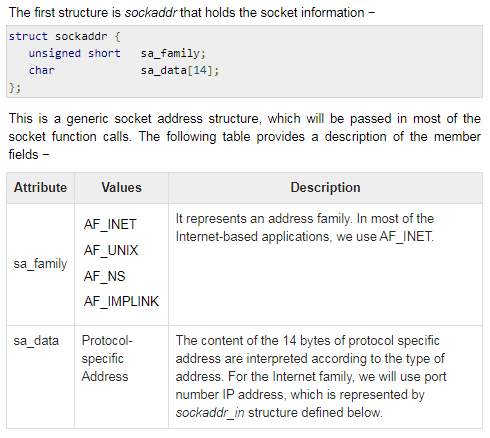 The first structure is sockaddr that holds the socket information −
struct sockaddr {
   unsigned short   sa_family;
   char             sa_data[14];
};
This is a generic socket address structure, which will be passed in most of the
socket function calls. The following table provides a description of the member
fields −
Attribute Values Description
sa_family
AF_INET
AF_UNIX
AF_NS
AF_IMPLINK
It represents an address family. In most of the
Internet-based applications, we use AF_INET.
sa_data
Protocol-
specific
Address
The content of the 14 bytes of protocol specific
address are interpreted according to the type of
address. For the Internet family, we will use port
number IP address, which is represented by
sockaddr_in structure defined below.